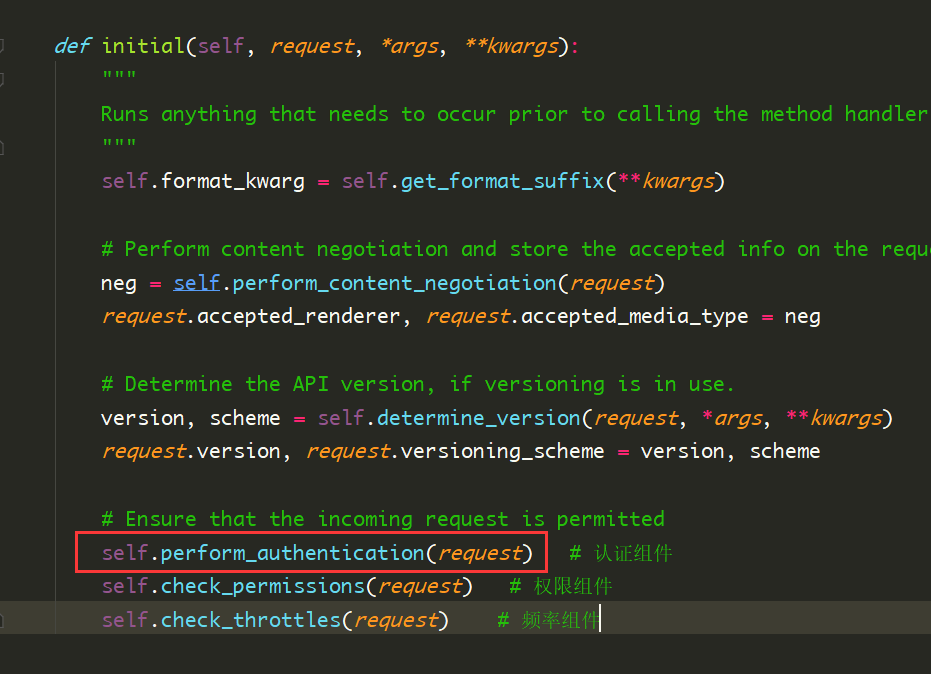 def initial(self, request, *args, **kwargs):
"""
Runs anything that needs to occur prior to calling the method handler
"""
self.format_kwarg = self.get_format_suffix(**kwargs)
# Perform content negotiation and store the accepted info on the requ
neg = self.perform_content_negotiation(request)
request.accepted_renderer, request.accepted_media_type = neg
# Determine the API version, if versioning is in use.
version, scheme = self.determine_version(request, *args, **kwargs)
request.version, request.versioning_scheme = version, scheme
# Ensure that the incoming request is permitted
self.perform_authentication(request) # 认证组件
self.check_permissions(request) # 权限组件
self.check_throttles(request) # 频率组件